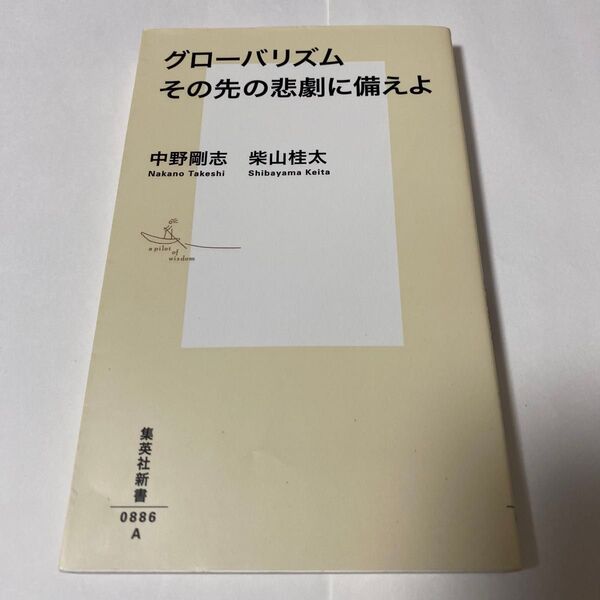 グローバリズム
その先の悲劇に備えよ
中野剛志 柴山桂太
Nakano Takeshi Shibayama Keita
a pilot of
wisdom
集英社新書
0886
A